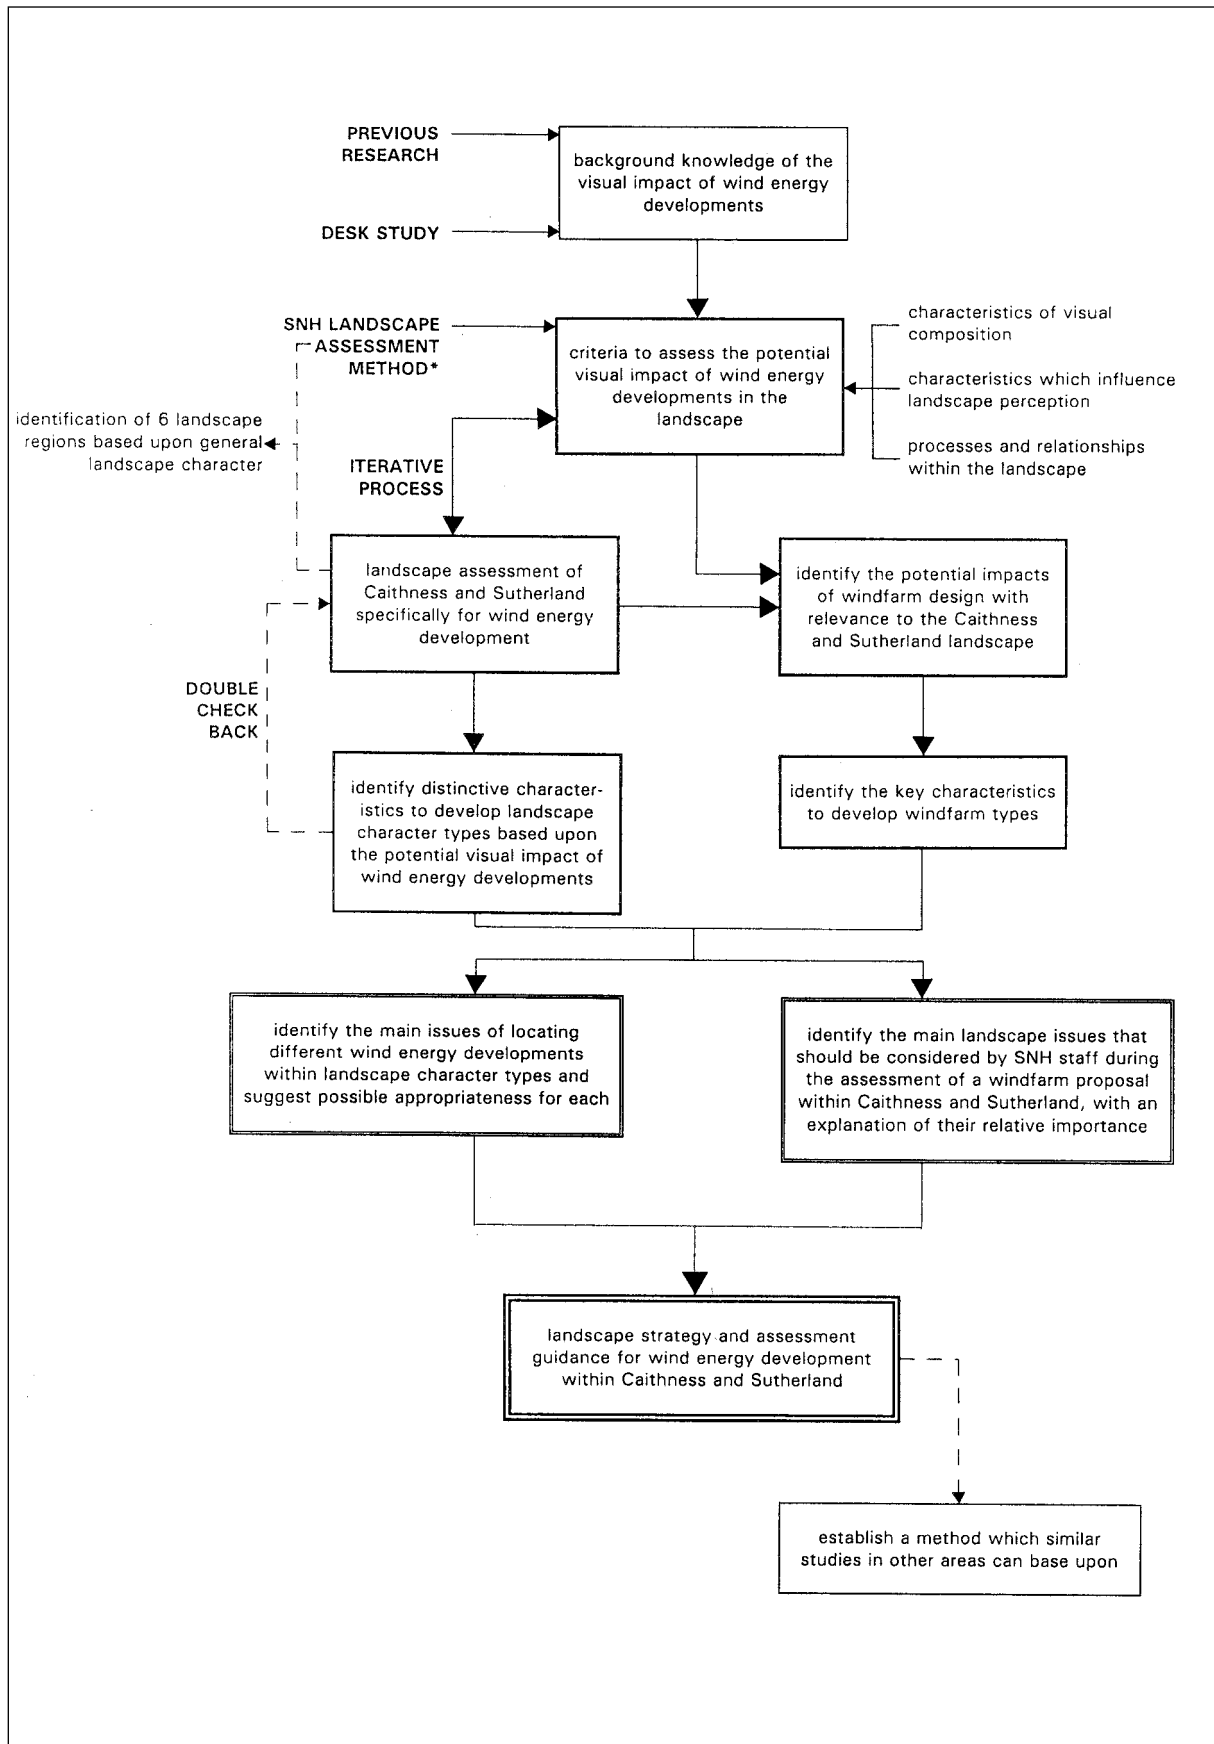 PREVIOUS
RESEARCH
background knowledge of the
visual impact of wind energy
developments
DESK STUDY
SNH LANDSCAPE
ASSESSMENT
METHOD*
criteria to assess the potential
visual impact of wind energy
developments in the
landscape
characteristics of visual
composition
characteristics which influence
landscape perception
processes and relationships
within the landscape
identification of 6 landscape
regions based upon general
landscape character
ITERATIVE
PROCESS
landscape assessment of
Caithness and Sutherland
specifically for wind energy
development
identify the potential impacts
of windfarm design with
relevance to the Caithness
and Sutherland landscape
DOUBLE
CHECK
BACK
identify distinctive character-
istics to develop landscape
character types based upon
the potential visual impact of
wind energy developments
identify the key characteristics
to develop windfarm types
identify the main issues of locating
different wind energy developments
within landscape character types and
suggest possible appropriateness for each
identify the main landscape issues that
should be considered by SNH staff during
the assessment of a windfarm proposal
within Caithness and Sutherland, with an
explanation of their relative importance
landscape strategy and assessment
guidance for wind energy development
within Caithness and Sutherland
establish a method which similar
studies in other areas can base upon